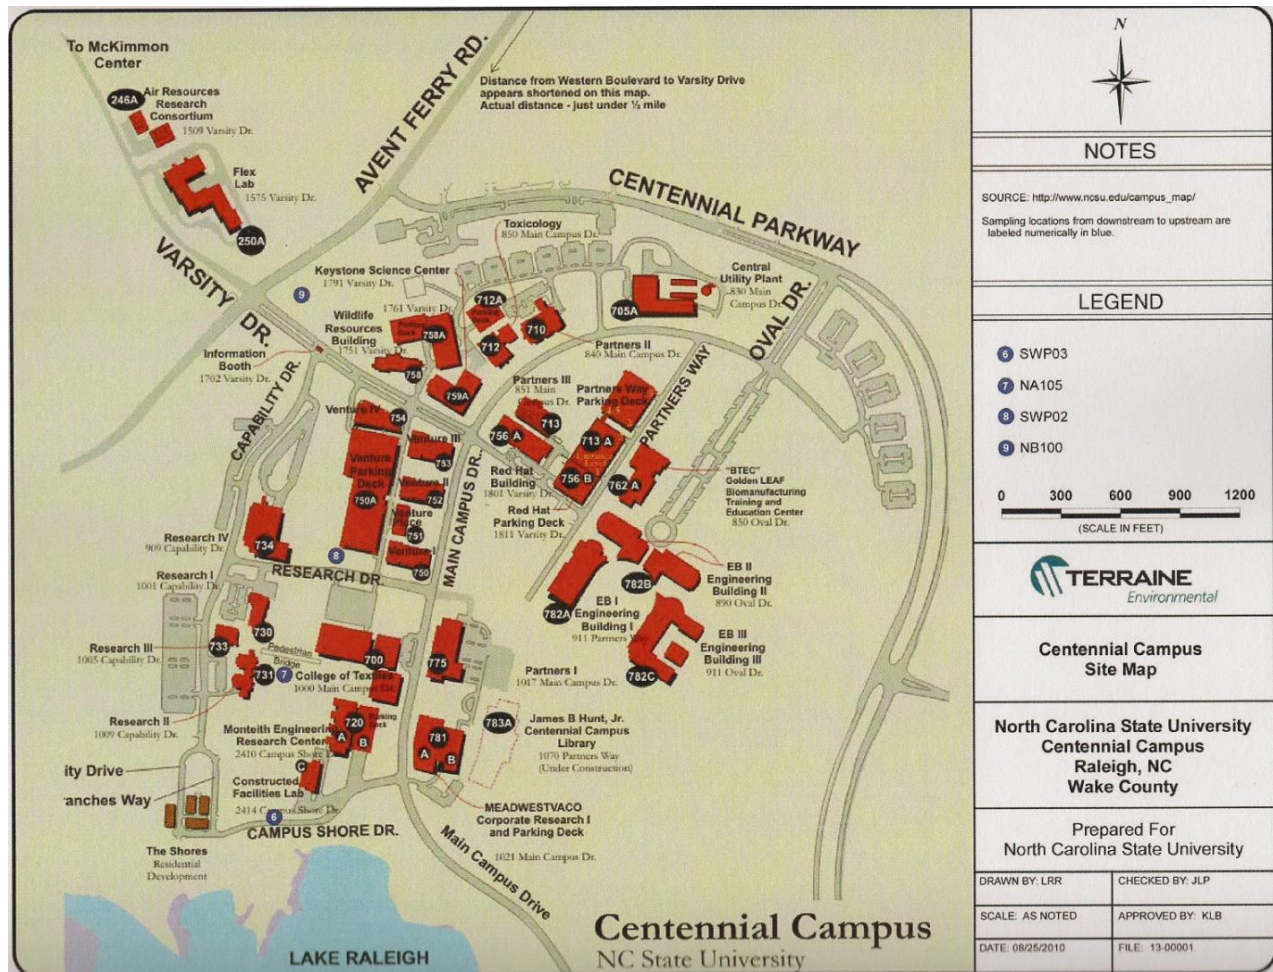 To McKimmon
Center
AVENT FERRY RD.
Distance from Western Boulevard to Varsity Drive
appears shortened on this map.
Actual distance - just under ½ mile
246A
Air Resources
Research
Consortium
1509 Varsity Dr.
Flex
Lab
1575 Varsity Dr.
250A
VARSITY DR.
CENTENNIAL PARKWAY
Toxicology
850 Main Campus Dr.
Keystone Science Center
1791 Varsity Dr.
9
1761 Varsity Dr.
Wildlife
Resources
Building
1751 Varsity Dr.
Information
Booth
1702 Varsity Dr.
Parking
Deck
758A
712A
Parking
Deck
712
710
758
759A
Partners II
840 Main Campus Dr.
705A
Central
Utility Plant
830 Main
Campus Dr.
OVAL DR.
PARTNERS WAY
CAPABILITY DR.
Partners III
851 Main
Campus Dr.
Partners Way
Parking Deck
713
713 A
756 A
756 B
762 A
Venture IV
754
Venture III
753
Venture
Parking
Deck
750A
Venture II
752
Venture
Place
751
Venture I
750
MAIN CAMPUS DR.
Red Hat
Building
1801 Varsity Dr.
Red Hat
Parking Deck
1811 Varsity Dr.
"BTEC"
Golden LEAF
Biomanufacturing
Training and
Education Center
850 Oval Dr.
Research IV
909 Capability Dr.
734
8
RESEARCH DR.
Research I
1001 Capability Dr.
730
733
Research III
1005 Capability Dr.
731
7
Pedestrian
Bridge
College of Textiles
1000 Main Campus Dr.
700
775
Partners I
1017 Main Campus Dr.
782A
EB I
Engineering
Building I
911 Partners Way
782B
EB II
Engineering
Building II
890 Oval Dr.
782C
EB III
Engineering
Building III
911 Oval Dr.
Research II
1009 Capability Dr.
Monteith Engineering
Research Center
2410 Campus Shore Dr.
720
A
B
Parking
Deck
C
781
A
B
783A
James B Hunt, Jr.
Centennial Campus
Library
1070 Partners Way
(Under Construction)
Constructed
Facilities Lab
2414 Campus Shore Dr.
6
ity Drive
anches Way
CAMPUS SHORE DR.
MEADWESTVACO
Corporate Research I
and Parking Deck
1021 Main Campus Dr.
The Shores
Residential
Development
Main Campus Drive
LAKE RALEIGH
Centennial Campus
NC State University
N
NOTES
SOURCE: http://www.ncsu.edu/campus_map/
Sampling locations from downstream to upstream are
labeled numerically in blue.
LEGEND
6 SWP03
7 NA105
8 SWP02
9 NB100
0 300 600 900 1200
(SCALE IN FEET)
TERRAINE
Environmental
Centennial Campus
Site Map
North Carolina State University
Centennial Campus
Raleigh, NC
Wake County
Prepared For
North Carolina State University
DRAWN BY: LRR
CHECKED BY: JLP
SCALE: AS NOTED
APPROVED BY: KLB
DATE: 08/25/2010
FILE: 13-00001